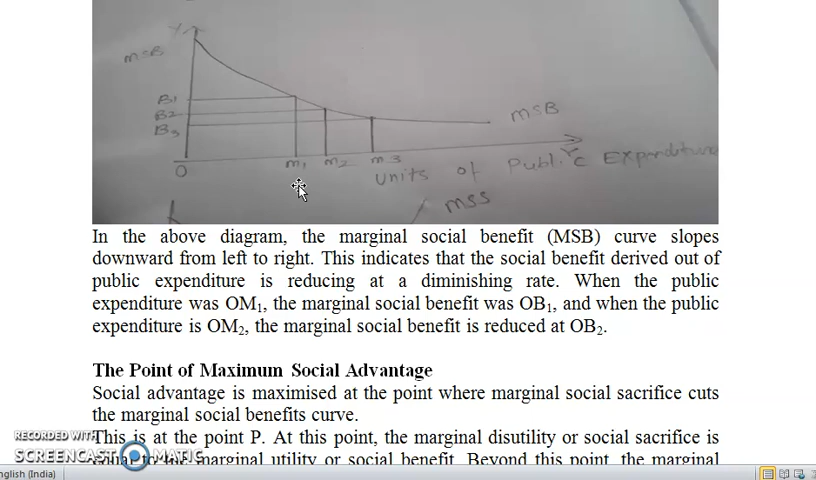 Y
MSB
B1
B2
B3
MSB
m1 m2 m3
O
Units of Public Expenditure
MSS
In the above diagram, the marginal social benefit (MSB) curve slopes
downward from left to right. This indicates that the social benefit derived out of
public expenditure is reducing at a diminishing rate. When the public
expenditure was OM1, the marginal social benefit was OB1, and when the public
expenditure is OM2, the marginal social benefit is reduced at OB2.
The Point of Maximum Social Advantage
Social advantage is maximised at the point where marginal social sacrifice cuts
the marginal social benefits curve.
This is at the point P. At this point, the marginal disutility or social sacrifice is
equal to the marginal utility or social benefit. Beyond this point, the marginal
RECORDED WITH
SCREENCAST MATIC
nglish (India)